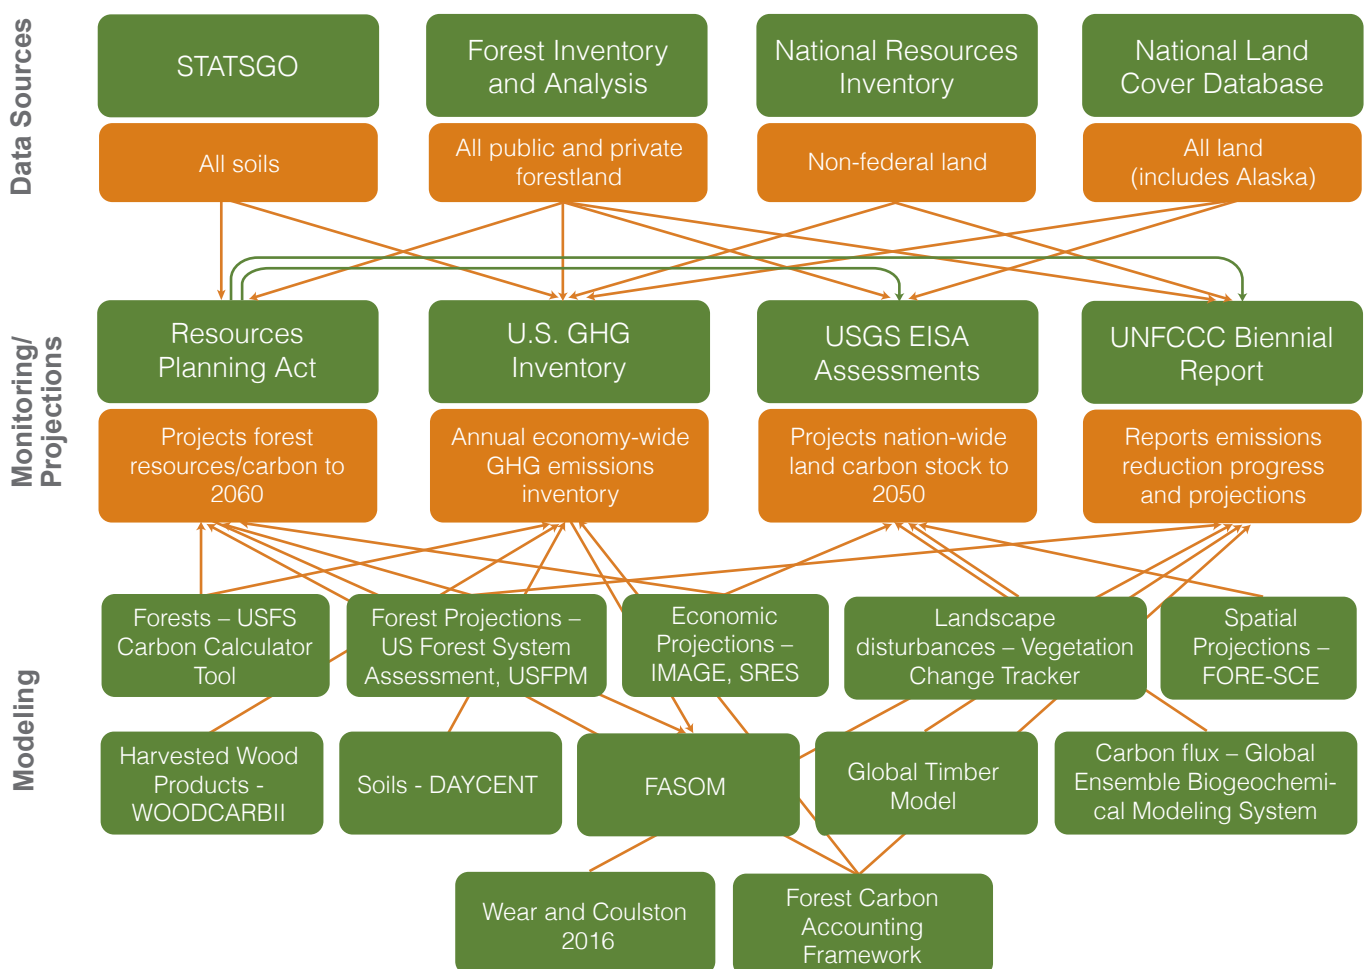 Data Sources
STATSGO
Forest Inventory
and Analysis
National Resources
Inventory
National Land
Cover Database
All soils
All public and private
forestland
Non-federal land
All land
(includes Alaska)
Monitoring/
Projections
Resources
Planning Act
U.S. GHG
Inventory
USGS EISA
Assessments
UNFCCC Biennial
Report
Projects forest
resources/carbon to
2060
Annual economy-wide
GHG emissions
inventory
Projects nation-wide
land carbon stock to
2050
Reports emissions
reduction progress
and projections
Modeling
Forests – USFS
Carbon Calculator
Tool
Forest Projections –
US Forest System
Assessment, USFPM
Economic
Projections –
IMAGE, SRES
Landscape
disturbances – Vegetation
Change Tracker
Spatial
Projections –
FORE-SCE
Harvested Wood
Products -
WOODCARBII
Soils - DAYCENT
FASOM
Global Timber
Model
Carbon flux – Global
Ensemble Biogeochemi-
cal Modeling System
Wear and Coulston
2016
Forest Carbon
Accounting
Framework